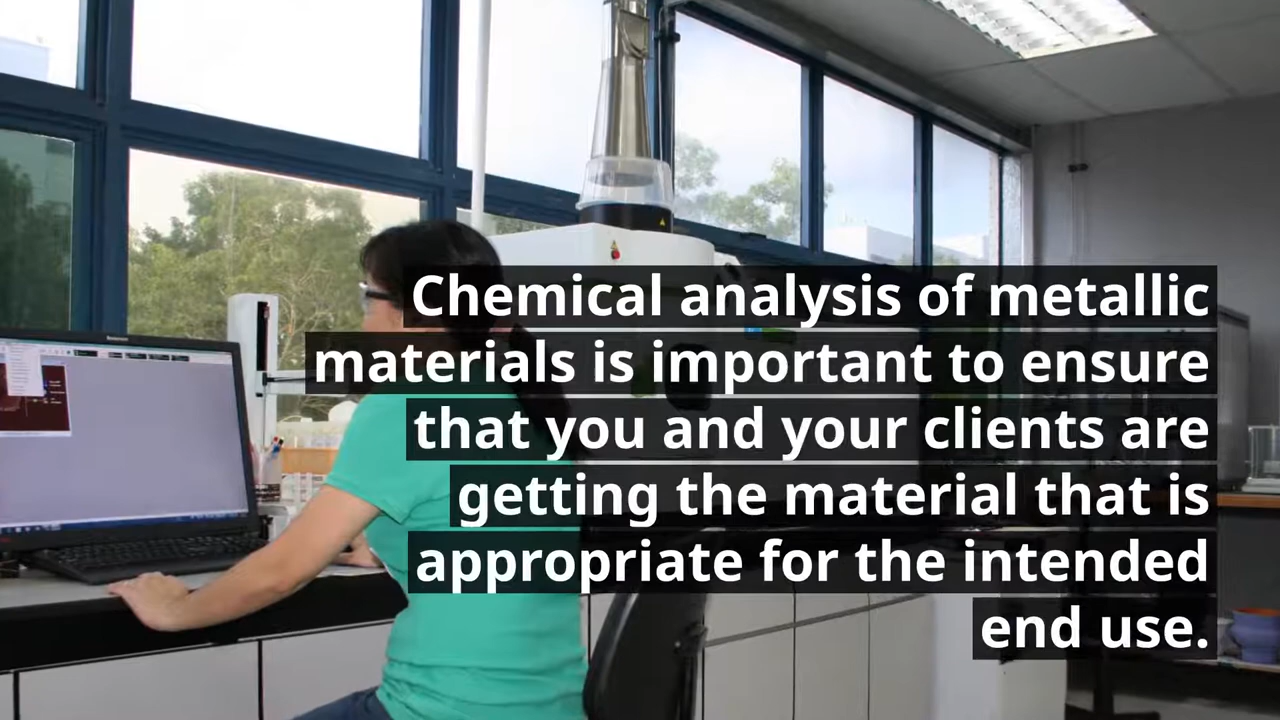 Chemical analysis of metallic
materials is important to ensure
that you and your clients are
getting the material that is
appropriate for the intended
end use.